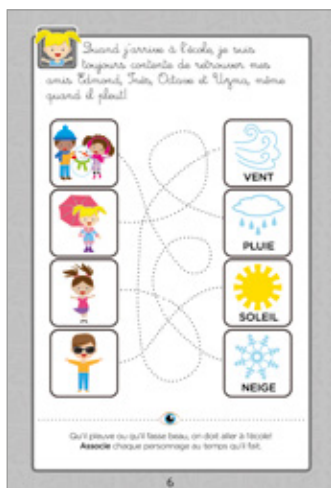 Quand j'arrive à l'école, je suis
toujours contente de retrouver mes
amis Edmond, Inès, Octave et Uzma, même
quand il pleut!
VENT
PLUIE
SOLEIL
NEIGE
Qu'il pleuve ou qu'il fasse beau, on doit aller à l'école!
Associe chaque personnage au temps qu'il fait.
6